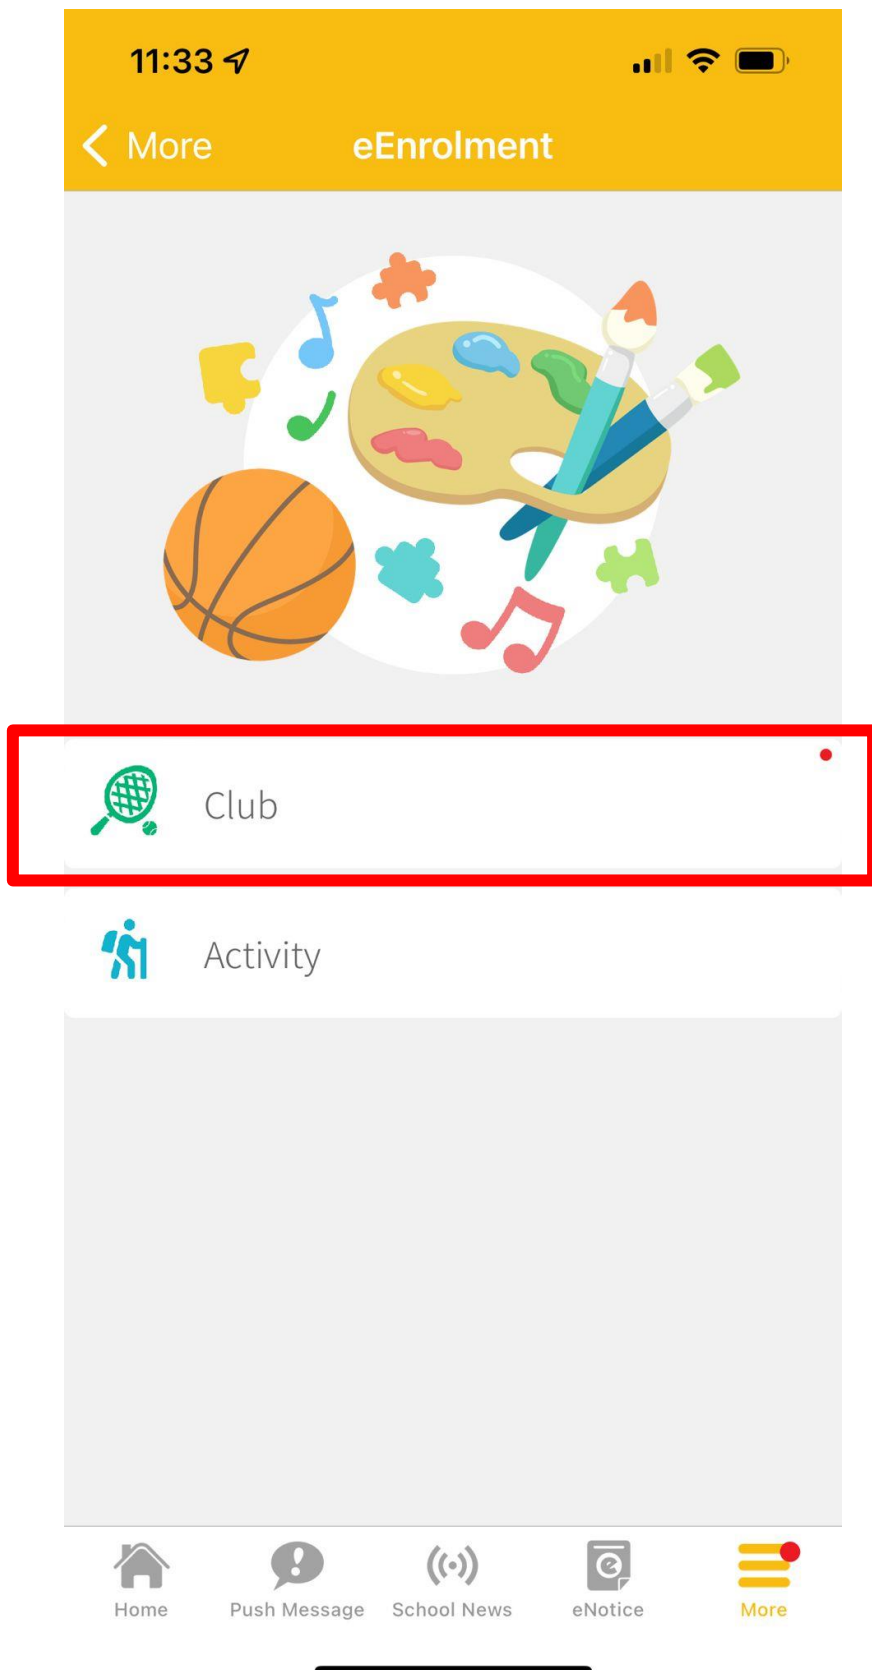 11:33
More eEnrolment
Club
Activity
Home Push Message School News eNotice More